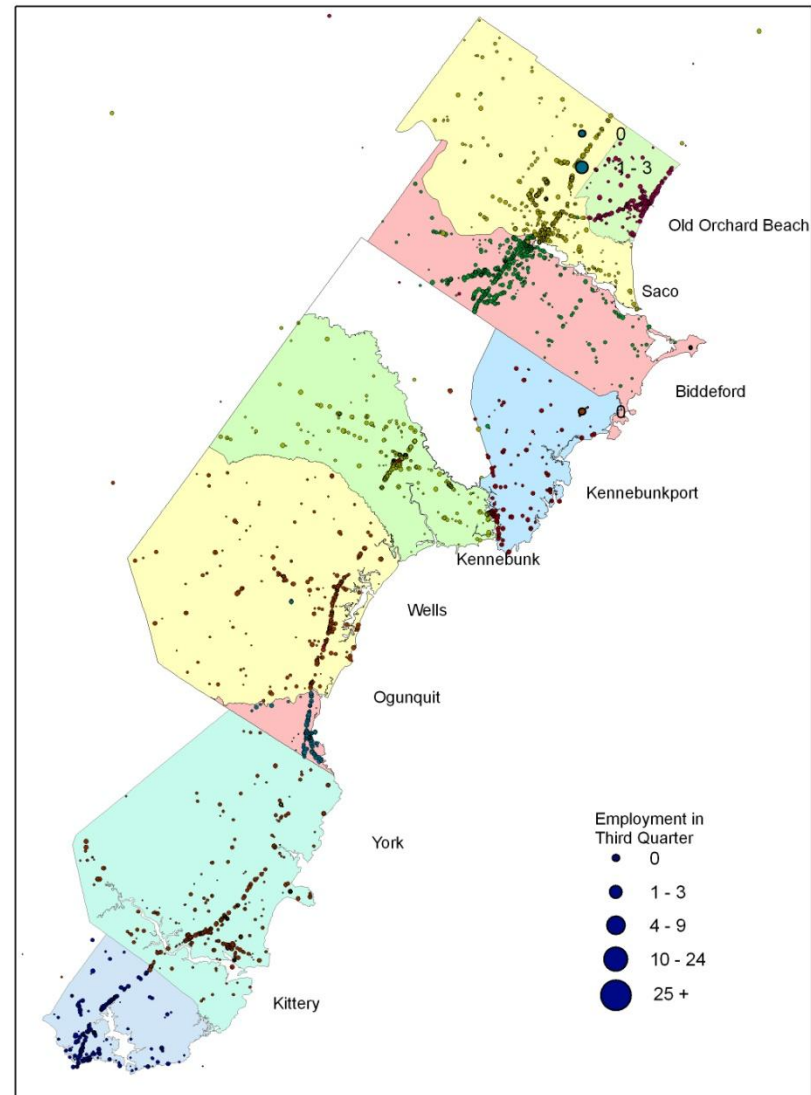 0
1 - 3
Old Orchard Beach
Saco
Biddeford
0
Kennebunkport
Kennebunk
Wells
Ogunquit
York
Employment in
Third Quarter
0
1 - 3
4 - 9
10 - 24
25 +
Kittery